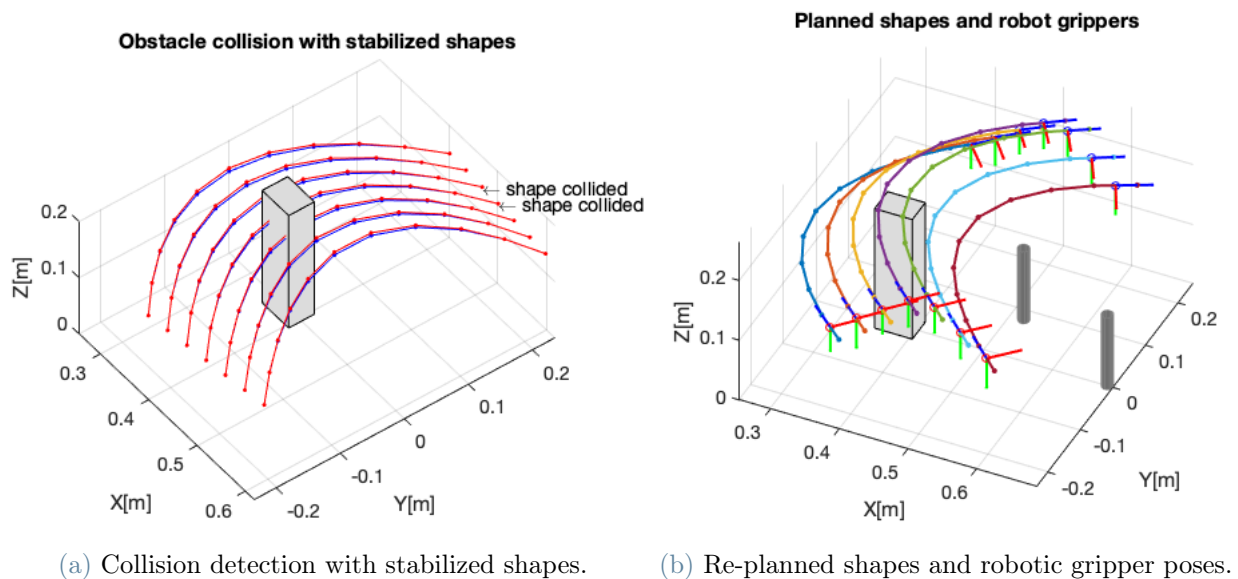 Obstacle collision with stabilized shapes
← shape collided
← shape collided
Z[m]
0.2
0.1
0
0.3
0.4
0.5
0.6
X[m]
-0.2
-0.1
0
0.1
0.2
Y[m]
(a) Collision detection with stabilized shapes.
Planned shapes and robot grippers
Z[m]
0.2
0.1
0
0.3
0.4
0.5
0.6
X[m]
-0.2
-0.1
0
0.1
0.2
Y[m]
(b) Re-planned shapes and robotic gripper poses.